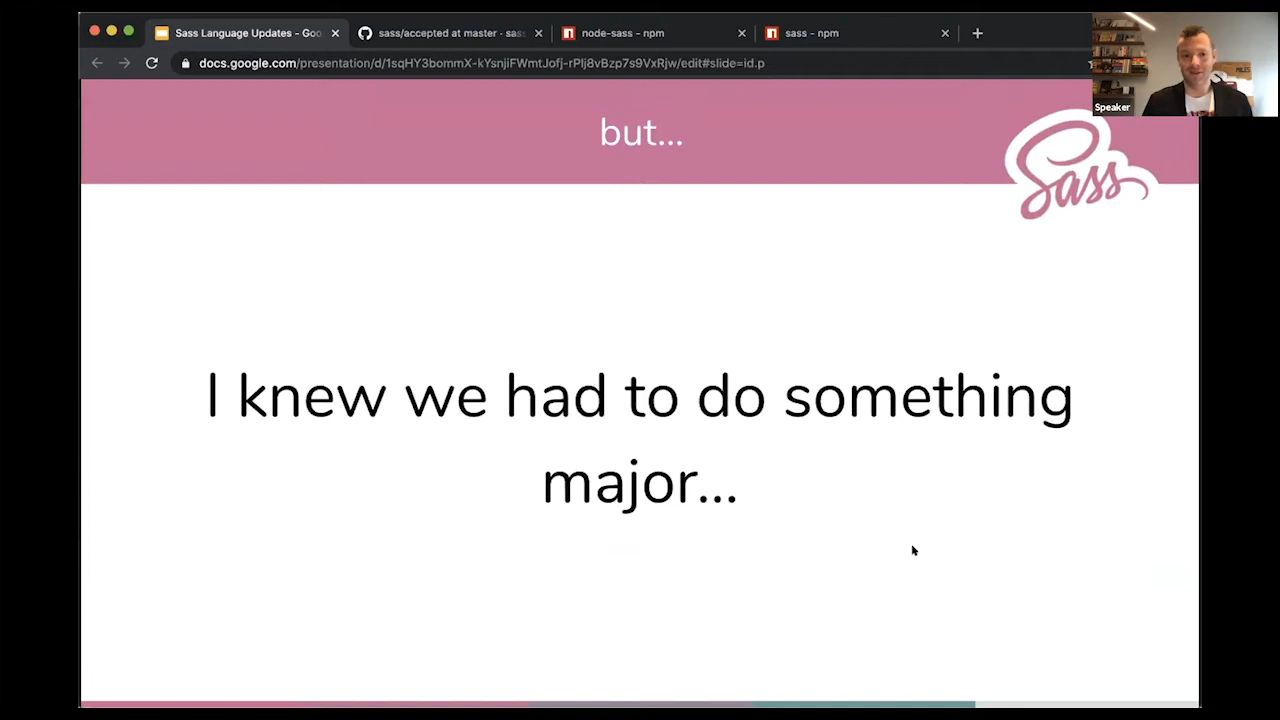 Sass Language Updates - Goo
sass/accepted at master · sass
node-sass - npm
sass - npm
docs.google.com/presentation/d/1sqHY3bommX-kYsnjiFWmtJofj-rPlj8vBzp7s9VxRjw/edit#slide=id.p
Speaker
but...
Sass
I knew we had to do something
major...